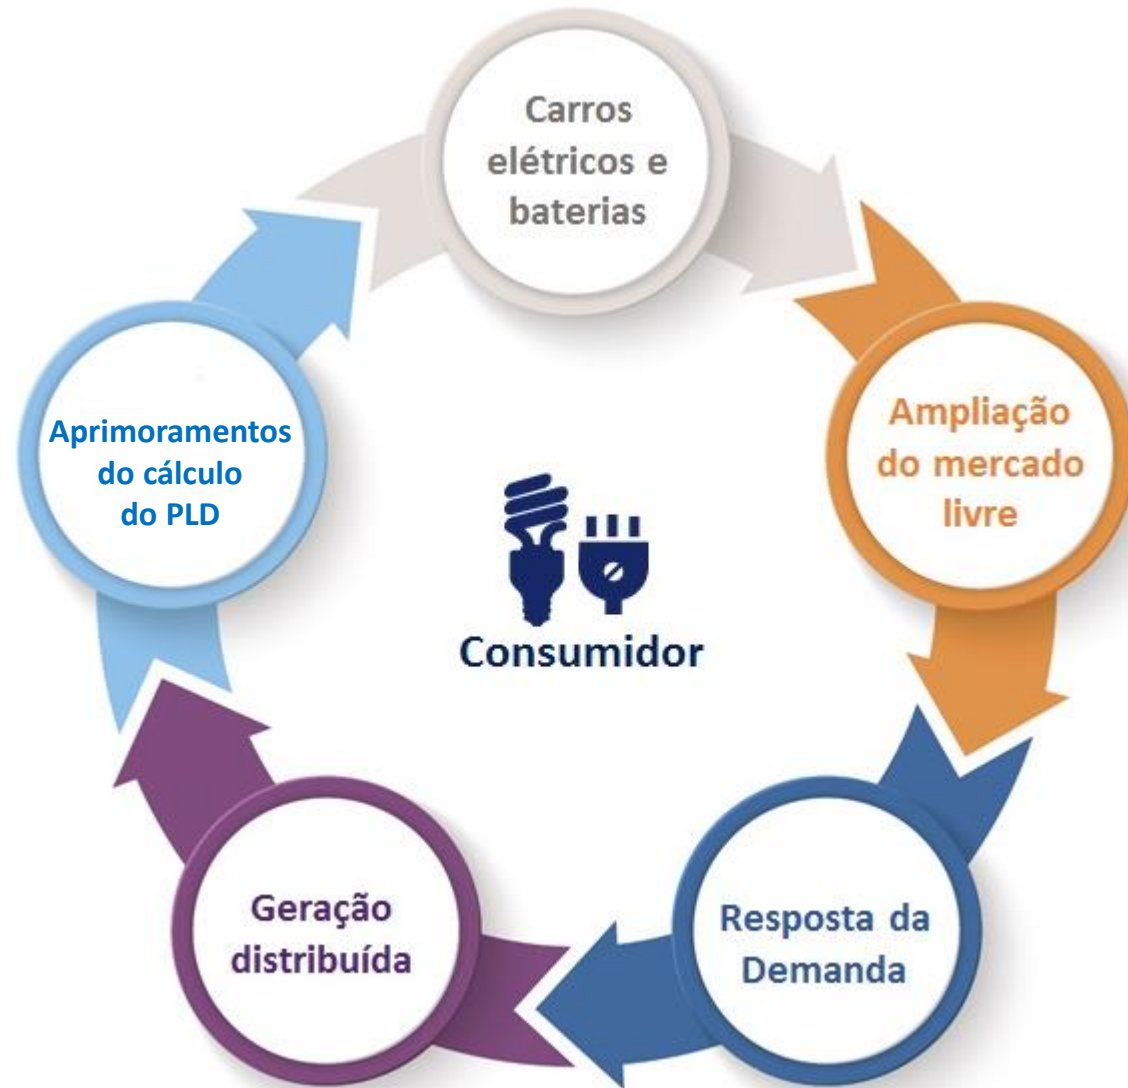 Carros
elétricos e
baterias
Ampliação
do mercado
livre
Resposta da
Demanda
Geração
distribuída
Aprimoramentos
do cálculo
do PLD
Consumidor